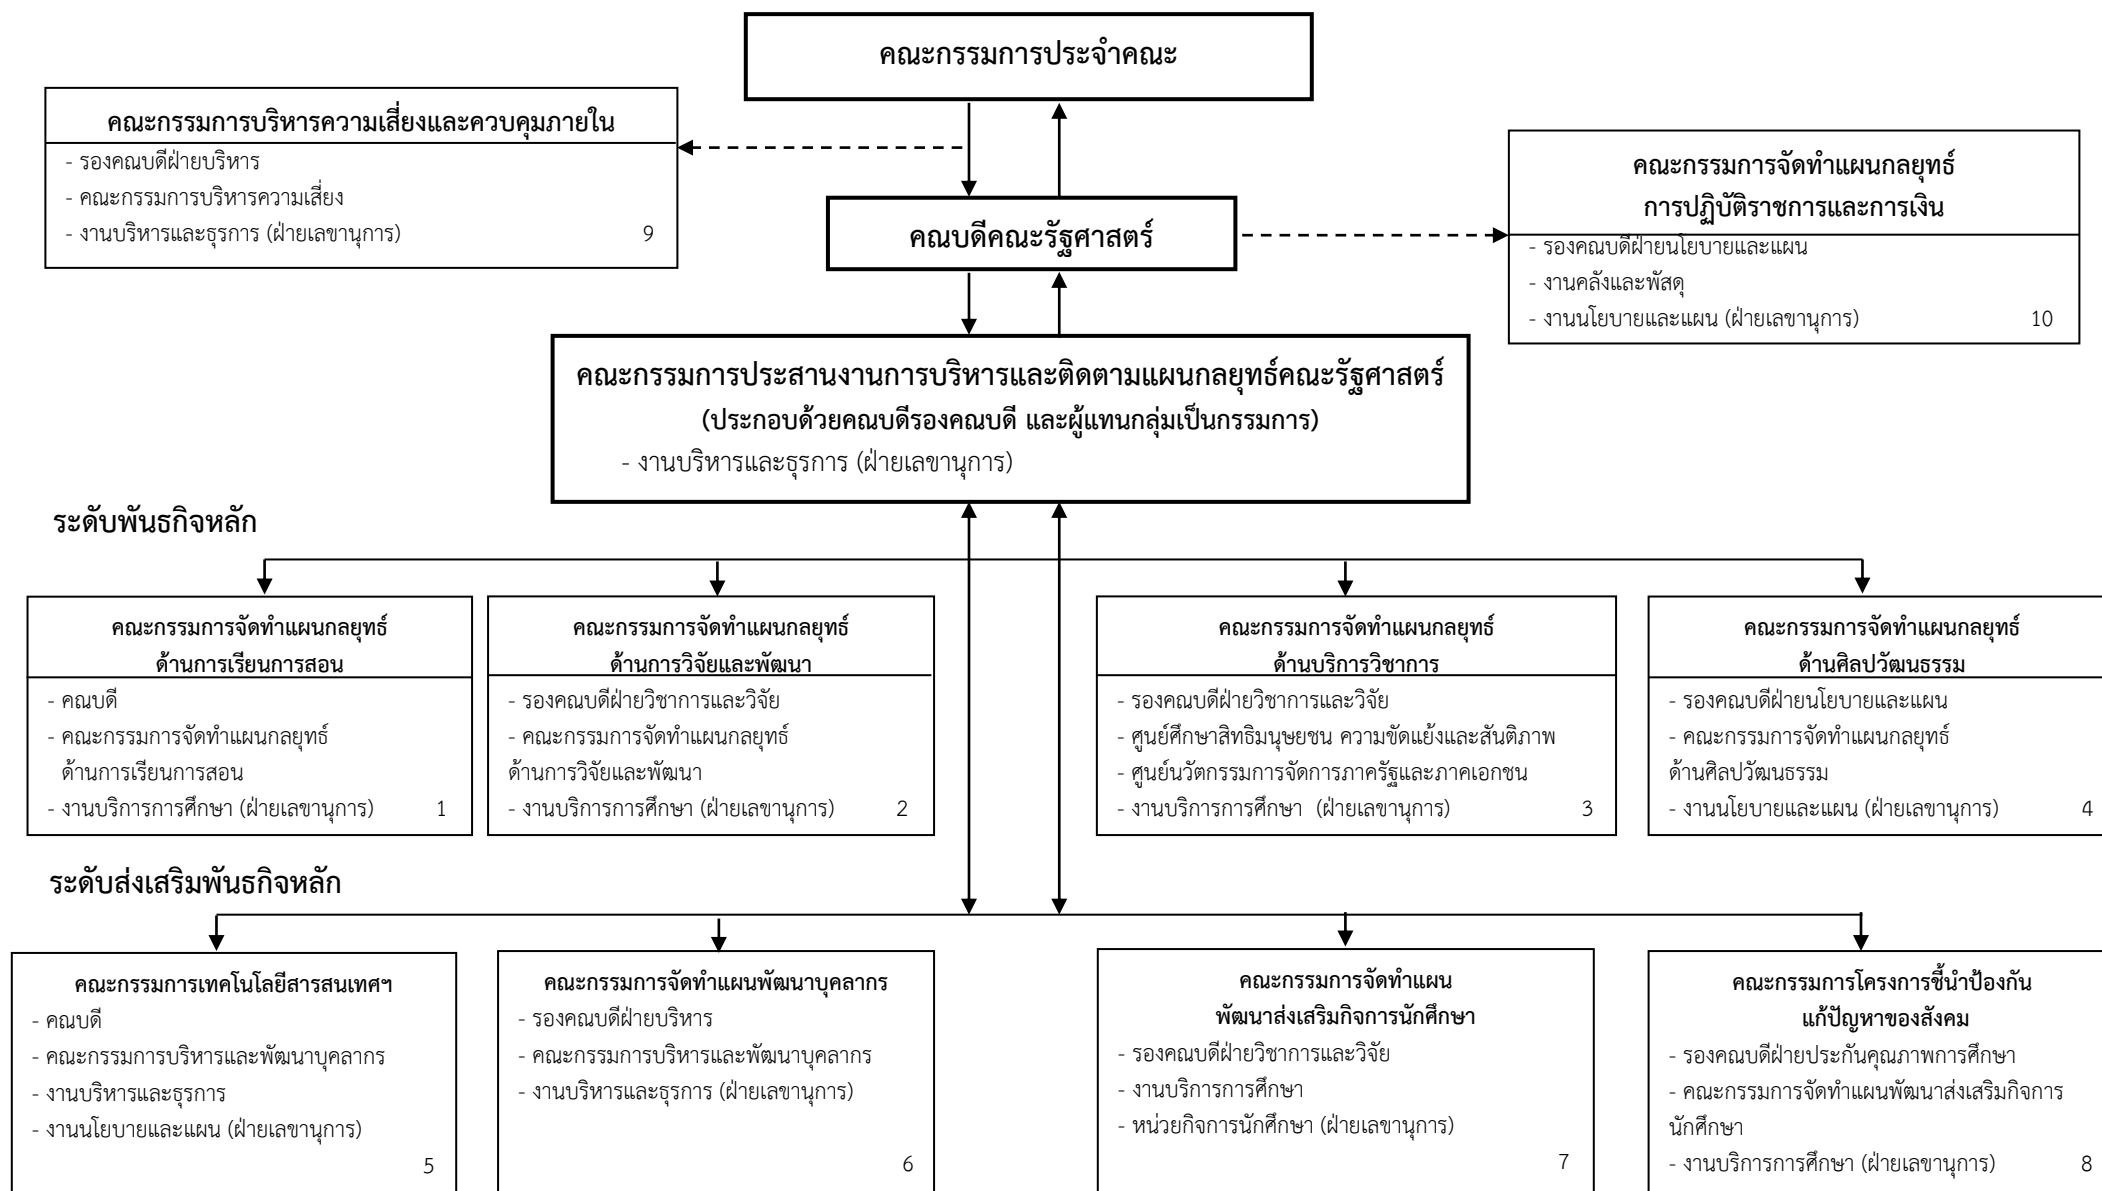 คณะกรรมการประจำคณะ
คณะกรรมการบริหารความเสี่ยงและควบคุมภายใน
- รองคณบดีฝ่ายบริหาร
- คณะกรรมการบริหารความเสี่ยง
- งานบริหารและธุรการ (ฝ่ายเลขานุการ) 9
คณบดีคณะรัฐศาสตร์
คณะกรรมการจัดทำแผนกลยุทธ์
การปฏิบัติราชการและการเงิน
- รองคณบดีฝ่ายนโยบายและแผน
- งานคลังและพัสดุ
- งานนโยบายและแผน (ฝ่ายเลขานุการ) 10
คณะกรรมการประสานงานการบริหารและติดตามแผนกลยุทธ์คณะรัฐศาสตร์
(ประกอบด้วยคณบดีรองคณบดี และผู้แทนกลุ่มเป็นกรรมการ)
- งานบริหารและธุรการ (ฝ่ายเลขานุการ)
ระดับพันธกิจหลัก
คณะกรรมการจัดทำแผนกลยุทธ์
ด้านการเรียนการสอน
- คณบดี
- คณะกรรมการจัดทำแผนกลยุทธ์
ด้านการเรียนการสอน
- งานบริการการศึกษา (ฝ่ายเลขานุการ) 1
คณะกรรมการจัดทำแผนกลยุทธ์
ด้านการวิจัยและพัฒนา
- รองคณบดีฝ่ายวิชาการและวิจัย
- คณะกรรมการจัดทำแผนกลยุทธ์
ด้านการวิจัยและพัฒนา
- งานบริการการศึกษา (ฝ่ายเลขานุการ) 2
คณะกรรมการจัดทำแผนกลยุทธ์
ด้านบริการวิชาการ
- รองคณบดีฝ่ายวิชาการและวิจัย
- ศูนย์ศึกษาสิทธิมนุษยชน ความขัดแย้งและสันติภาพ
- ศูนย์นวัตกรรมการจัดการภาครัฐและภาคเอกชน
- งานบริการการศึกษา (ฝ่ายเลขานุการ) 3
คณะกรรมการจัดทำแผนกลยุทธ์
ด้านศิลปวัฒนธรรม
- รองคณบดีฝ่ายนโยบายและแผน
- คณะกรรมการจัดทำแผนกลยุทธ์
ด้านศิลปวัฒนธรรม
- งานนโยบายและแผน (ฝ่ายเลขานุการ) 4
ระดับส่งเสริมพันธกิจหลัก
คณะกรรมการเทคโนโลยีสารสนเทศฯ
- คณบดี
- คณะกรรมการบริหารและพัฒนาบุคลากร
- งานบริหารและธุรการ
- งานนโยบายและแผน (ฝ่ายเลขานุการ)
5
คณะกรรมการจัดทำแผนพัฒนาบุคลากร
- รองคณบดีฝ่ายบริหาร
- คณะกรรมการบริหารและพัฒนาบุคลากร
- งานบริหารและธุรการ (ฝ่ายเลขานุการ)
6
คณะกรรมการจัดทำแผน
พัฒนาส่งเสริมกิจการนักศึกษา
- รองคณบดีฝ่ายวิชาการและวิจัย
- งานบริการการศึกษา
- หน่วยกิจการนักศึกษา (ฝ่ายเลขานุการ)
7
คณะกรรมการโครงการชี้นำป้องกัน
แก้ปัญหาของสังคม
- รองคณบดีฝ่ายประกันคุณภาพการศึกษา
- คณะกรรมการจัดทำแผนพัฒนาส่งเสริมกิจการ
นักศึกษา
- งานบริการการศึกษา (ฝ่ายเลขานุการ) 8